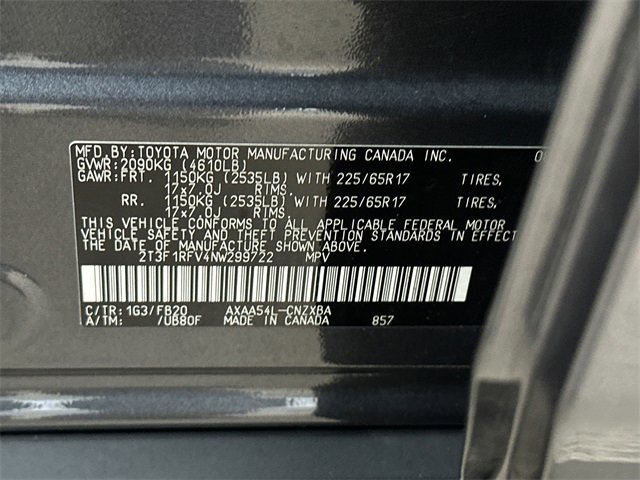 MFD.BY:TOYOTA MOTOR MANUFACTURING CANADA INC. 0
GVWR:2090KG (4610LB)
GAWR:FRT. 1150KG (2535LB) WITH 225/65R17 TIRES,
17x7.0J RIMS.
RR. 1150KG (2535LB) WITH 225/65R17 TIRES,
17x7.0J RIMS.
THIS VEHICLE CONFORMS TO ALL APPLICABLE FEDERAL MOTOR
VEHICLE SAFETY AND THEFT PREVENTION STANDARDS IN EFFECT
THE DATE OF MANUFACTURE SHOWN ABOVE.
2T3F1RFV4NW299722 MPV
C/TR:1G3/FB20 AXAA54L-CNZXBA
A/TM: /UB80F MADE IN CANADA 857